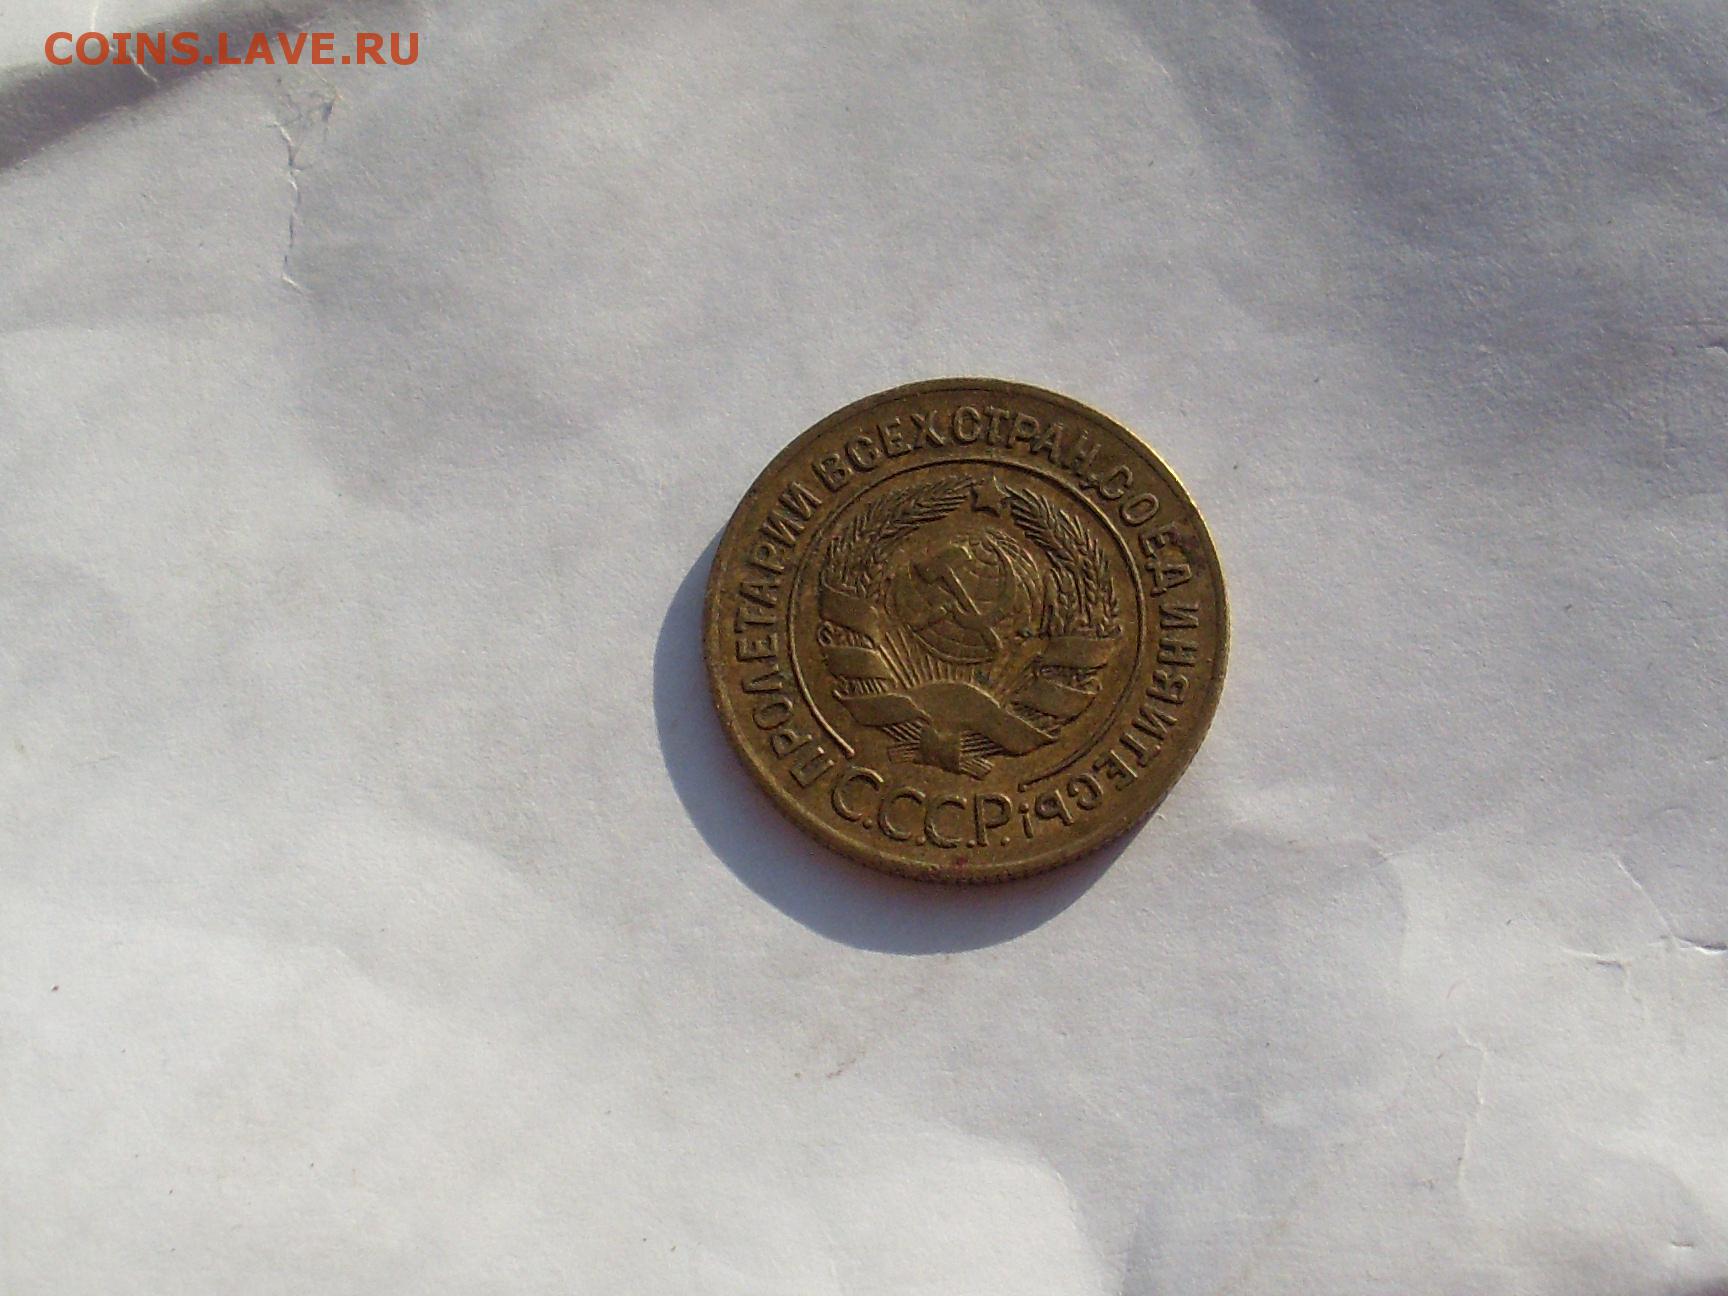 COINS.LAVE.RU
ПРОЛЕТАРИИ ВСЕХ СТРАН, СОЕДИНЯЙТЕСЬ!
С.С.С.Р.